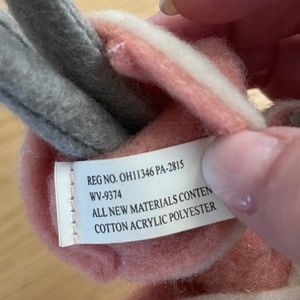 REG NO. OH11346 PA-2815
WV-9374
ALL NEW MATERIALS CONTEN
COTTON ACRYLIC POLYESTER